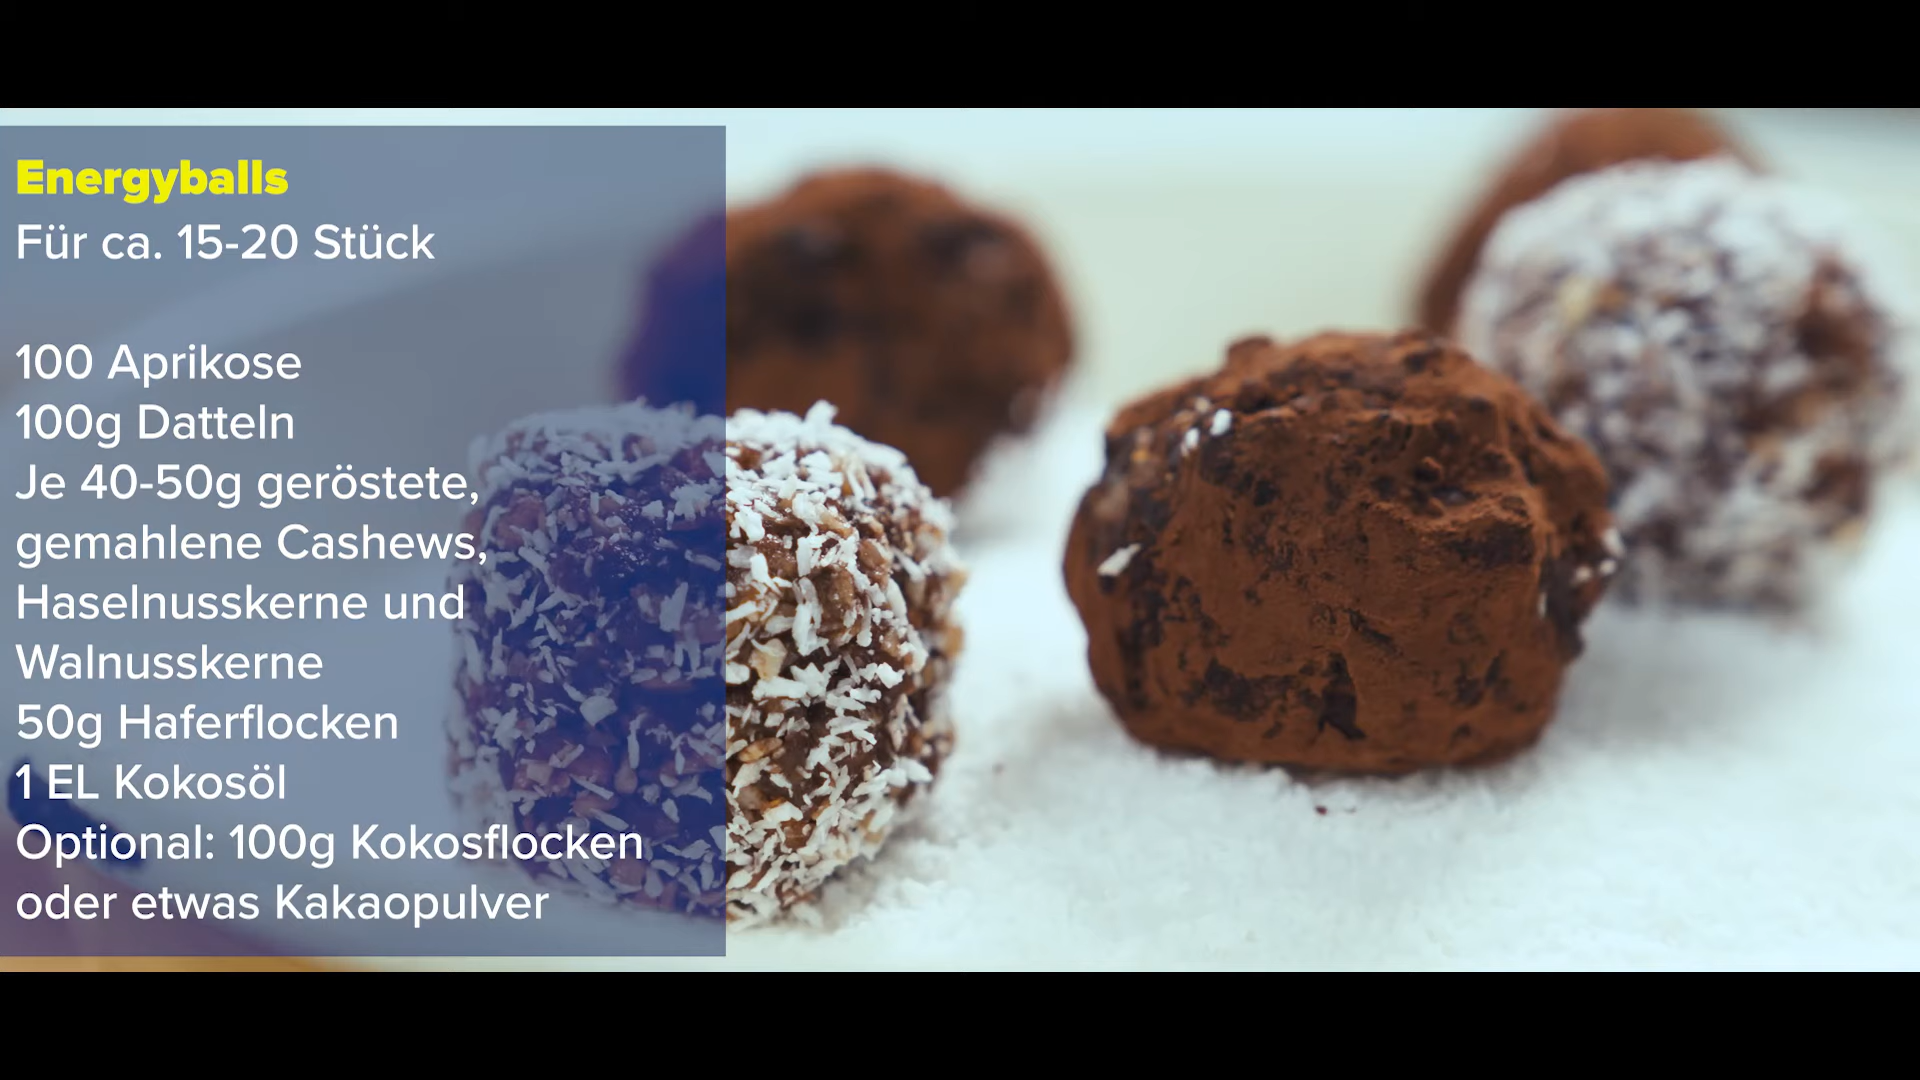 Energyballs
Für ca. 15-20 Stück
100 Aprikose
100g Datteln
Je 40-50g geröstete,
gemahlene Cashews,
Haselnusskerne und
Walnusskerne
50g Haferflocken
1 EL Kokosöl
Optional: 100g Kokosflocken
oder etwas Kakaopulver